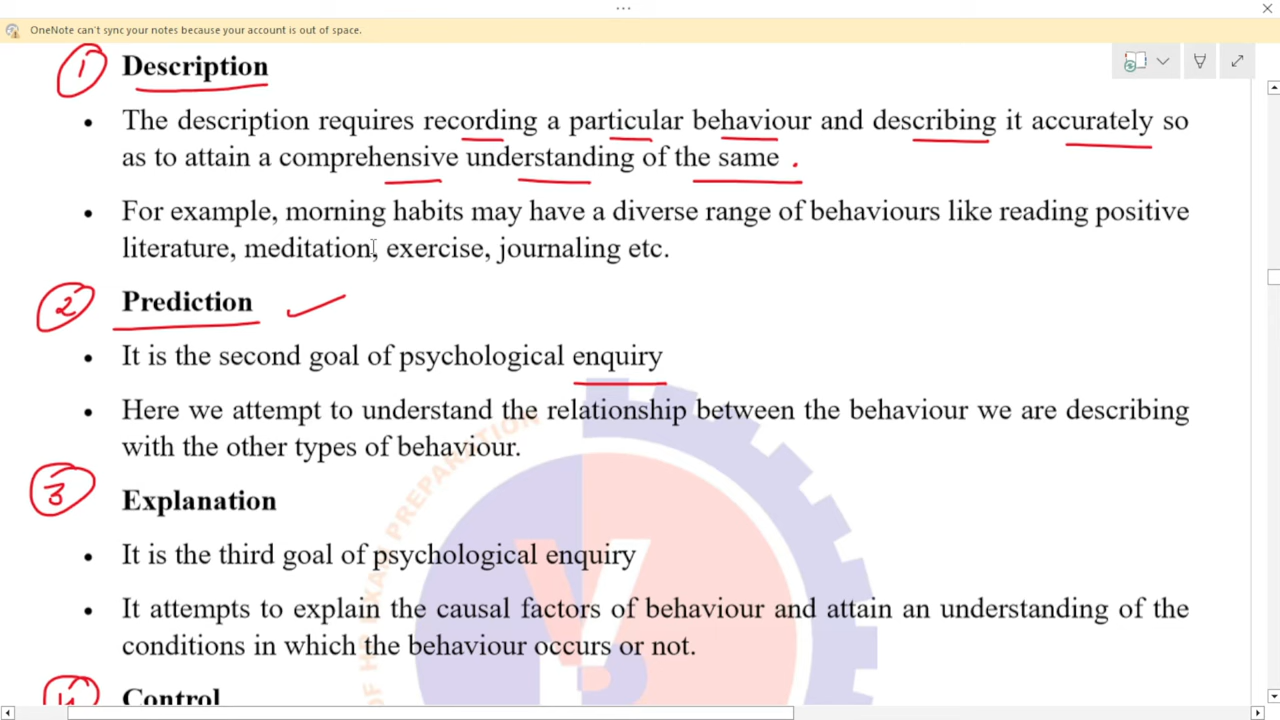 OneNote can't sync your notes because your account is out of space.
1 Description
• The description requires recording a particular behaviour and describing it accurately so
as to attain a comprehensive understanding of the same .
• For example, morning habits may have a diverse range of behaviours like reading positive
literature, meditation, exercise, journaling etc.
2 Prediction
• It is the second goal of psychological enquiry
• Here we attempt to understand the relationship between the behaviour we are describing
with the other types of behaviour.
3 Explanation
• It is the third goal of psychological enquiry
• It attempts to explain the causal factors of behaviour and attain an understanding of the
conditions in which the behaviour occurs or not.
4 Control
OF HR EXAM PREPARATION